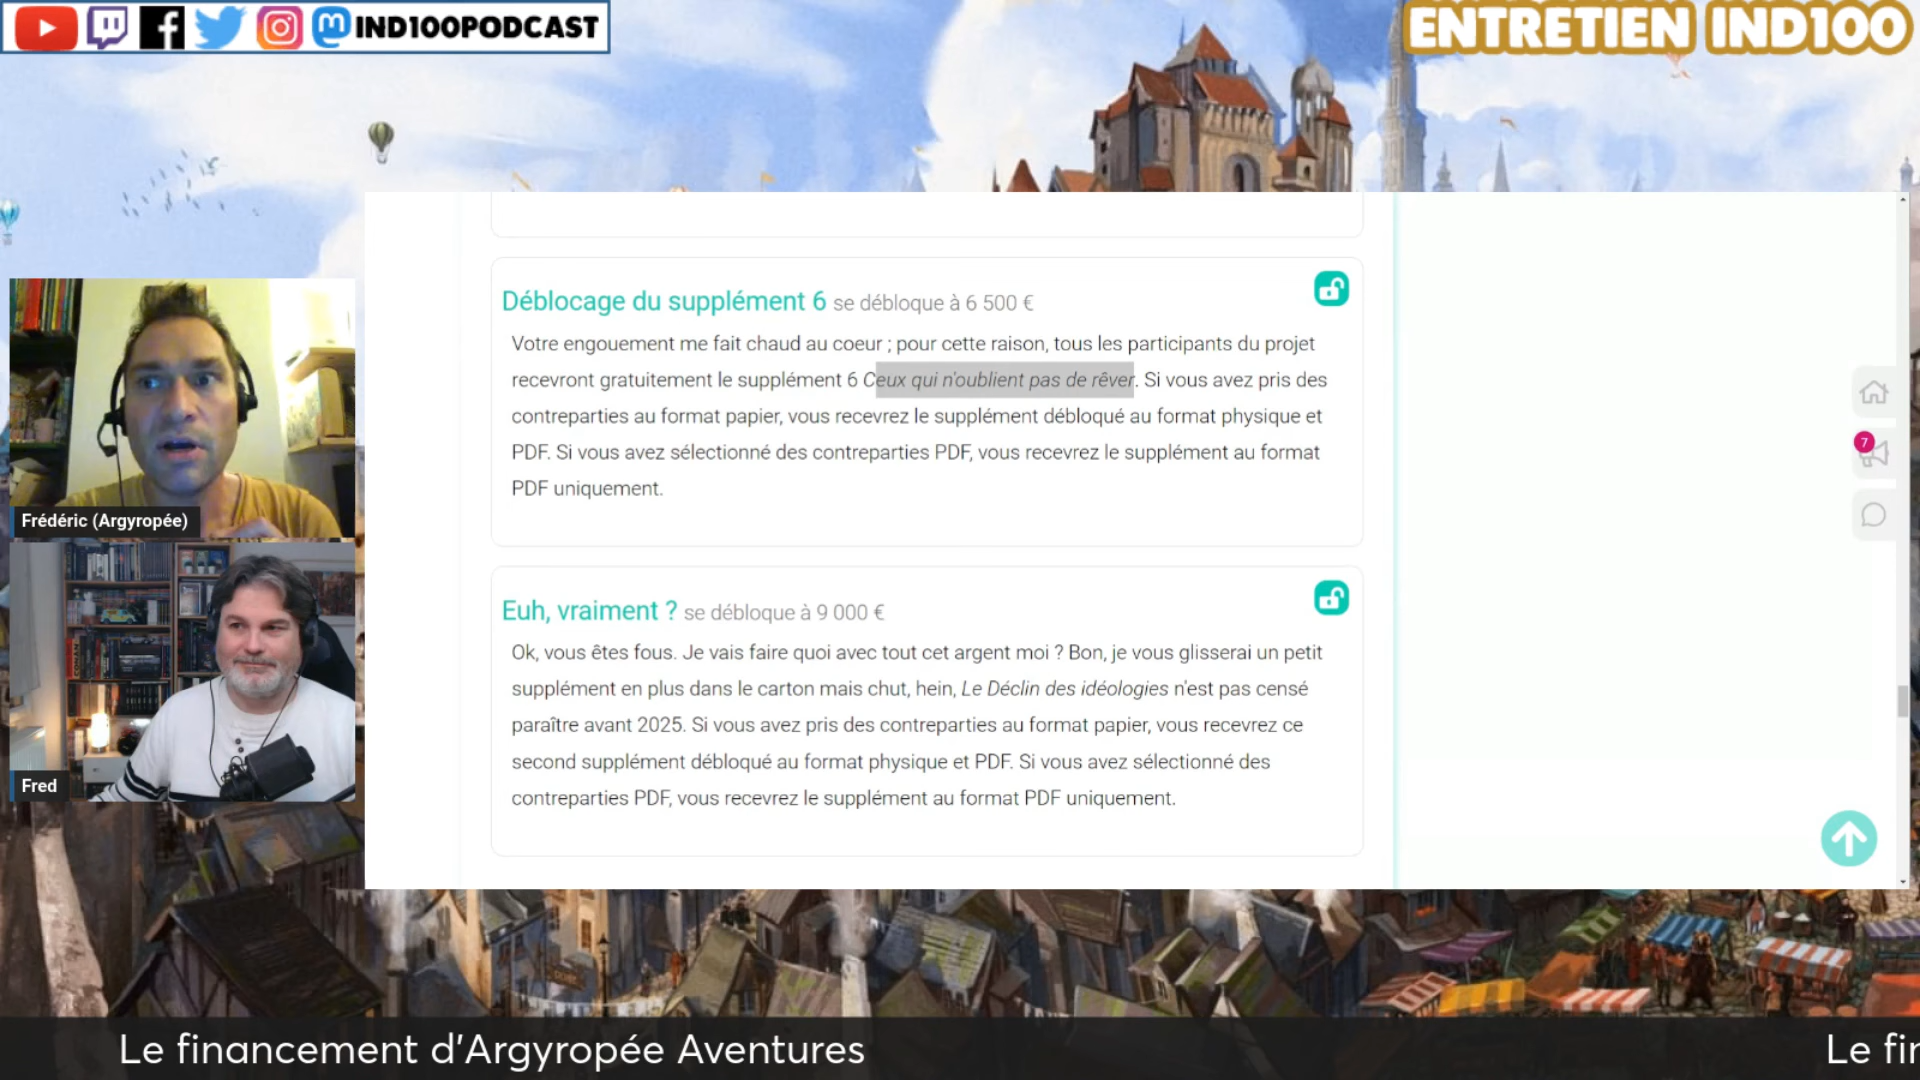 IND100PODCAST
ENTRETIEN IND100
Déblocage du supplément 6 se débloque à 6 500 €
Votre engouement me fait chaud au coeur ; pour cette raison, tous les participants du projet
recevront gratuitement le supplément 6 Ceux qui n'oublient pas de rêver. Si vous avez pris des
contreparties au format papier, vous recevrez le supplément débloqué au format physique et
PDF. Si vous avez sélectionné des contreparties PDF, vous recevrez le supplément au format
PDF uniquement.
7
Frédéric (Argyropée)
Euh, vraiment ? se débloque à 9 000 €
Ok, vous êtes fous. Je vais faire quoi avec tout cet argent moi ? Bon, je vous glisserai un petit
supplément en plus dans le carton mais chut, hein, Le Déclin des idéologies n'est pas censé
paraître avant 2025. Si vous avez pris des contreparties au format papier, vous recevrez ce
second supplément débloqué au format physique et PDF. Si vous avez sélectionné des
contreparties PDF, vous recevrez le supplément au format PDF uniquement.
Fred
Le financement d'Argyropée Aventures
Le fin